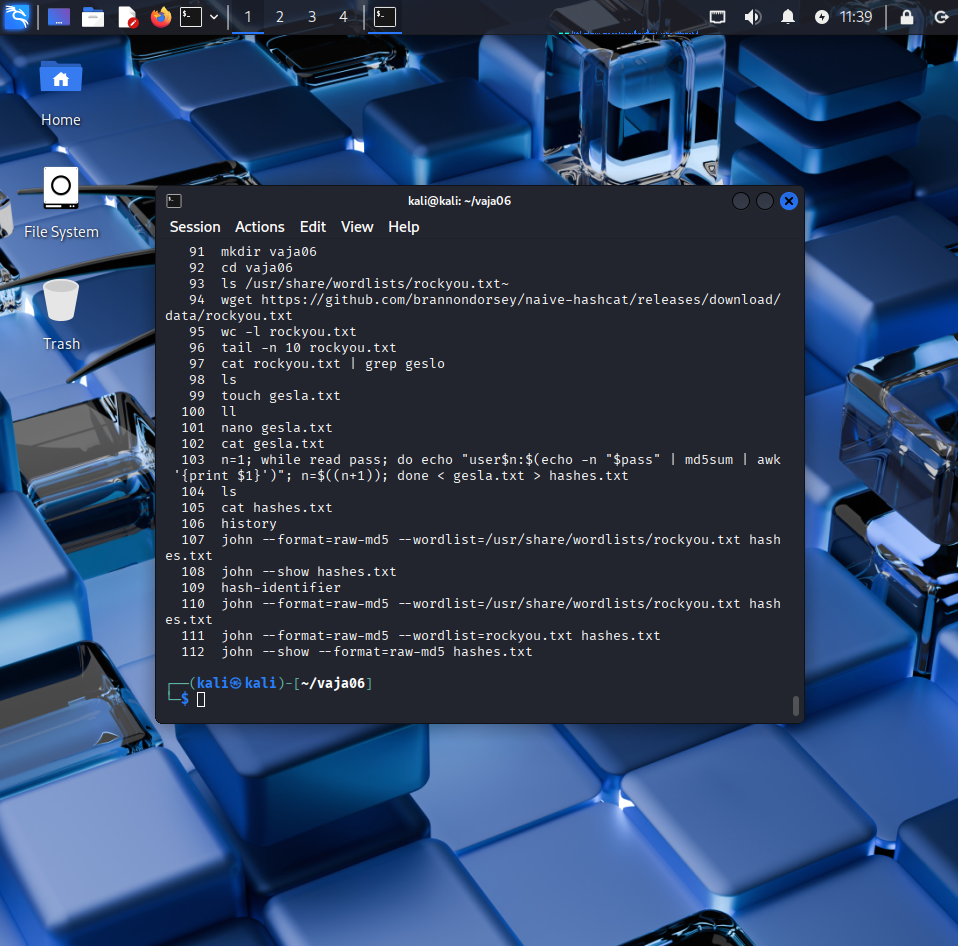 1 2 3 4 11:39
Home
File System
Trash
kali@kali: ~/vaja06
Session Actions Edit View Help
91 mkdir vaja06
92 cd vaja06
93 ls /usr/share/wordlists/rockyou.txt~
94 wget https://github.com/brannondorsey/naive-hashcat/releases/download/
data/rockyou.txt
95 wc -l rockyou.txt
96 tail -n 10 rockyou.txt
97 cat rockyou.txt | grep geslo
98 ls
99 touch gesla.txt
100 ll
101 nano gesla.txt
102 cat gesla.txt
103 n=1; while read pass; do echo "user$n:$(echo -n "$pass" | md5sum | awk
'{print $1}')"; n=$((n+1)); done < gesla.txt > hashes.txt
104 ls
105 cat hashes.txt
106 history
107 john --format=raw-md5 --wordlist=/usr/share/wordlists/rockyou.txt hash
es.txt
108 john --show hashes.txt
109 hash-identifier
110 john --format=raw-md5 --wordlist=/usr/share/wordlists/rockyou.txt hash
es.txt
111 john --format=raw-md5 --wordlist=rockyou.txt hashes.txt
112 john --show --format=raw-md5 hashes.txt
┌──(kali㉿kali)-[~/vaja06]
└─$